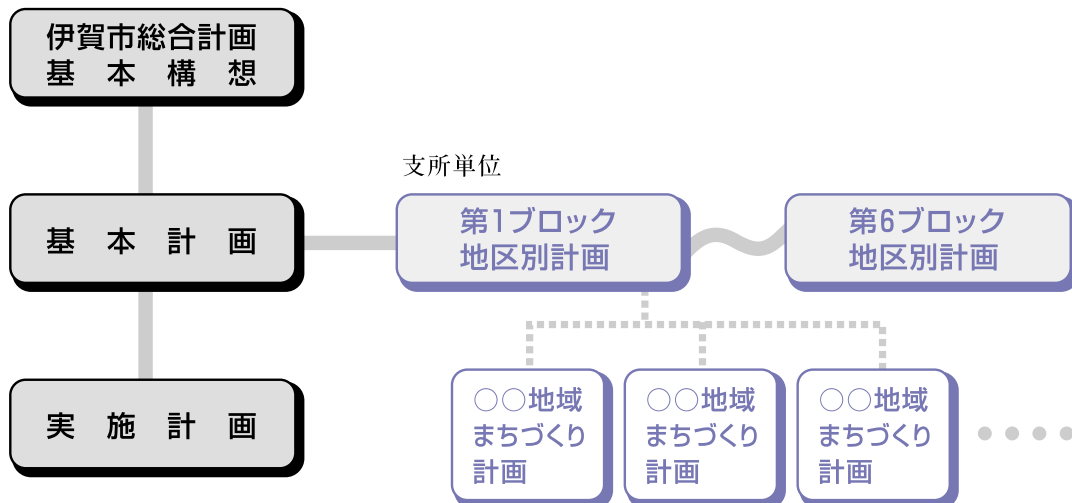 伊賀市総合計画
基本構想
支所単位
基本計画
第1ブロック
地区別計画
第6ブロック
地区別計画
実施計画
○○地域
まちづくり
計画
○○地域
まちづくり
計画
○○地域
まちづくり
計画